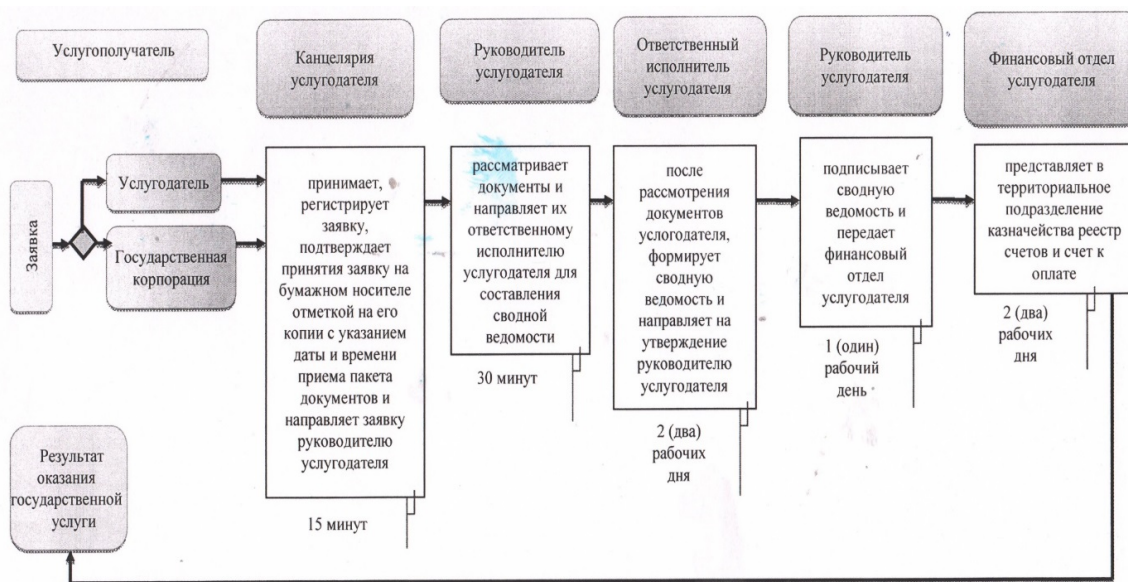 Услугополучатель
Канцелярия
услугодателя
Руководитель
услугодателя
Ответственный
исполнитель
услугодателя
Руководитель
услугодателя
Финансовый отдел
услугодателя
Заявка
Услугодатель
Государственная
корпорация
принимает,
регистрирует
заявку,
подтверждает
принятия заявку на
бумажном носителе
отметкой на его
копии с указанием
даты и времени
приема пакета
документов и
направляет заявку
руководителю
услугодателя
15 минут
рассматривает
документы и
направляет их
ответственному
исполнителю
услугодателя для
составления
сводной
ведомости
30 минут
после
рассмотрения
документов
услогодателя,
формирует
сводную
ведомость и
направляет на
утверждение
руководителю
услугодателя
2 (два)
рабочих
дня
подписывает
сводную
ведомость и
передает
финансовый
отдел
услугодателя
1 (один)
рабочий
день
представляет в
территориальное
подразделение
казначейства реестр
счетов и счет к
оплате
2 (два)
рабочих
дня
Результат
оказания
государственной
услуги